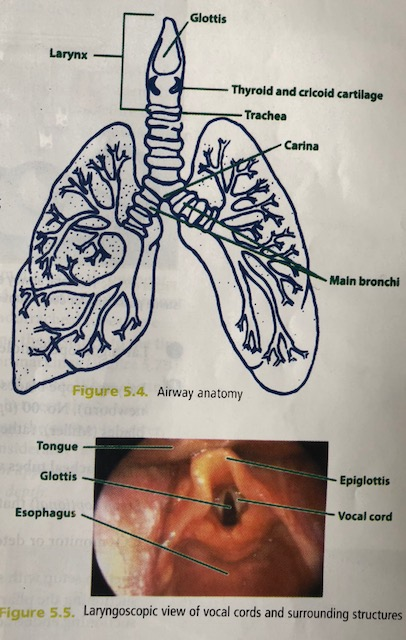 Glottis
Larynx
Thyroid and cricoid cartilage
Trachea
Carina
Main bronchi
Figure 5.4. Airway anatomy
Tongue
Glottis
Epiglottis
Esophagus
Vocal cord
Figure 5.5. Laryngoscopic view of vocal cords and surrounding structures